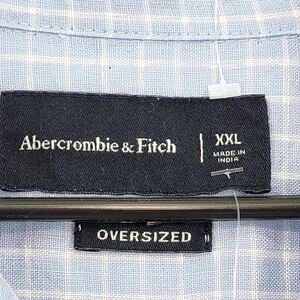 Abercrombie & Fitch
XXL
MADE IN
INDIA
OVERSIZED